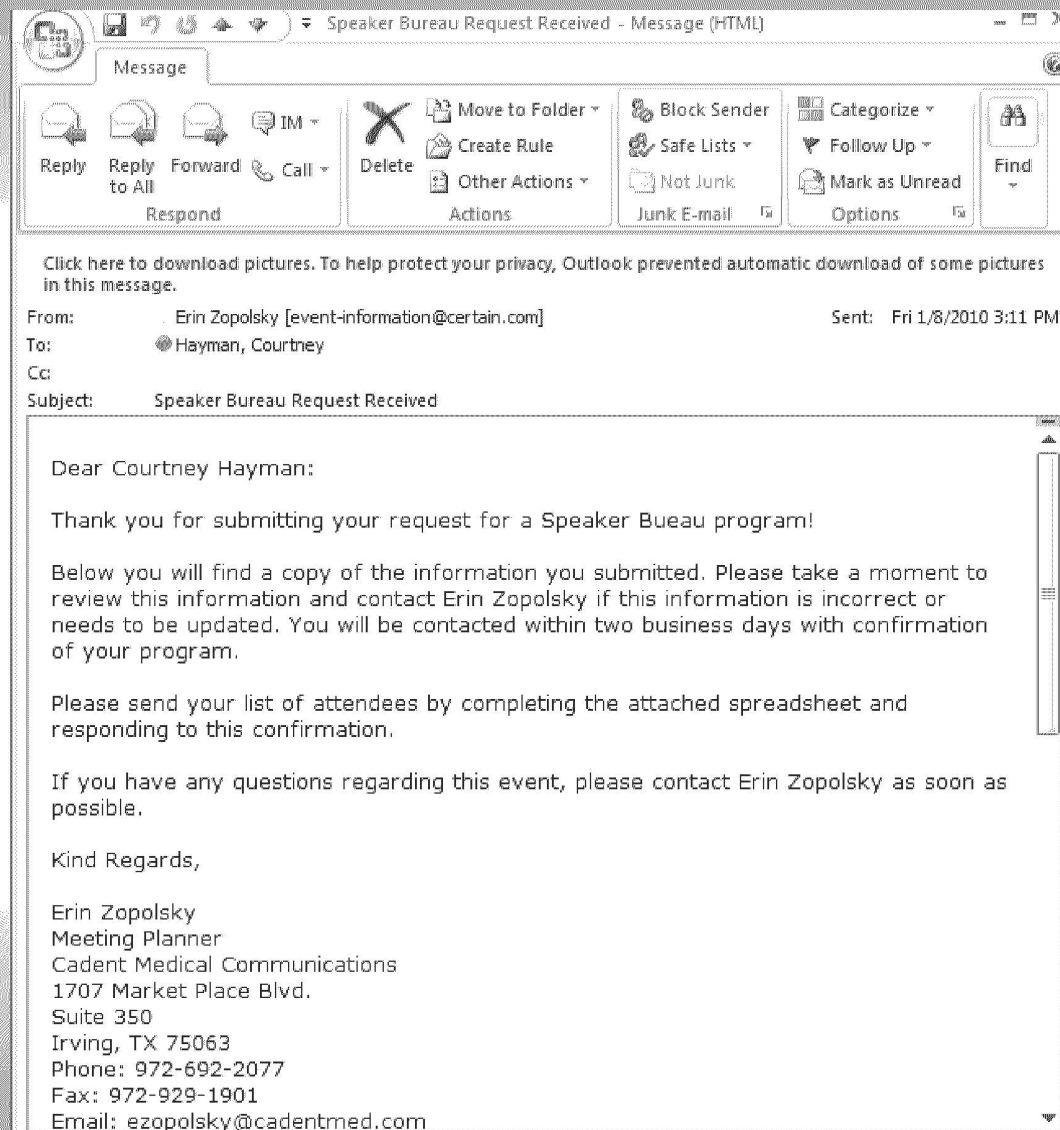 Speaker Bureau Request Received - Message (HTML)
Message
Reply
Reply to All
Forward
IM
Call
Respond
Delete
Move to Folder
Create Rule
Other Actions
Actions
Block Sender
Safe Lists
Not Junk
Junk E-mail
Categorize
Follow Up
Mark as Unread
Options
Find
Click here to download pictures. To help protect your privacy, Outlook prevented automatic download of some pictures
in this message.
From: Erin Zopolsky [event-information@certain.com] Sent: Fri 1/8/2010 3:11 PM
To: Hayman, Courtney
Cc:
Subject: Speaker Bureau Request Received
Dear Courtney Hayman:
Thank you for submitting your request for a Speaker Bueau program!
Below you will find a copy of the information you submitted. Please take a moment to
review this information and contact Erin Zopolsky if this information is incorrect or
needs to be updated. You will be contacted within two business days with confirmation
of your program.
Please send your list of attendees by completing the attached spreadsheet and
responding to this confirmation.
If you have any questions regarding this event, please contact Erin Zopolsky as soon as
possible.
Kind Regards,
Erin Zopolsky
Meeting Planner
Cadent Medical Communications
1707 Market Place Blvd.
Suite 350
Irving, TX 75063
Phone: 972-692-2077
Fax: 972-929-1901
Email: ezopolsky@cadentmed.com